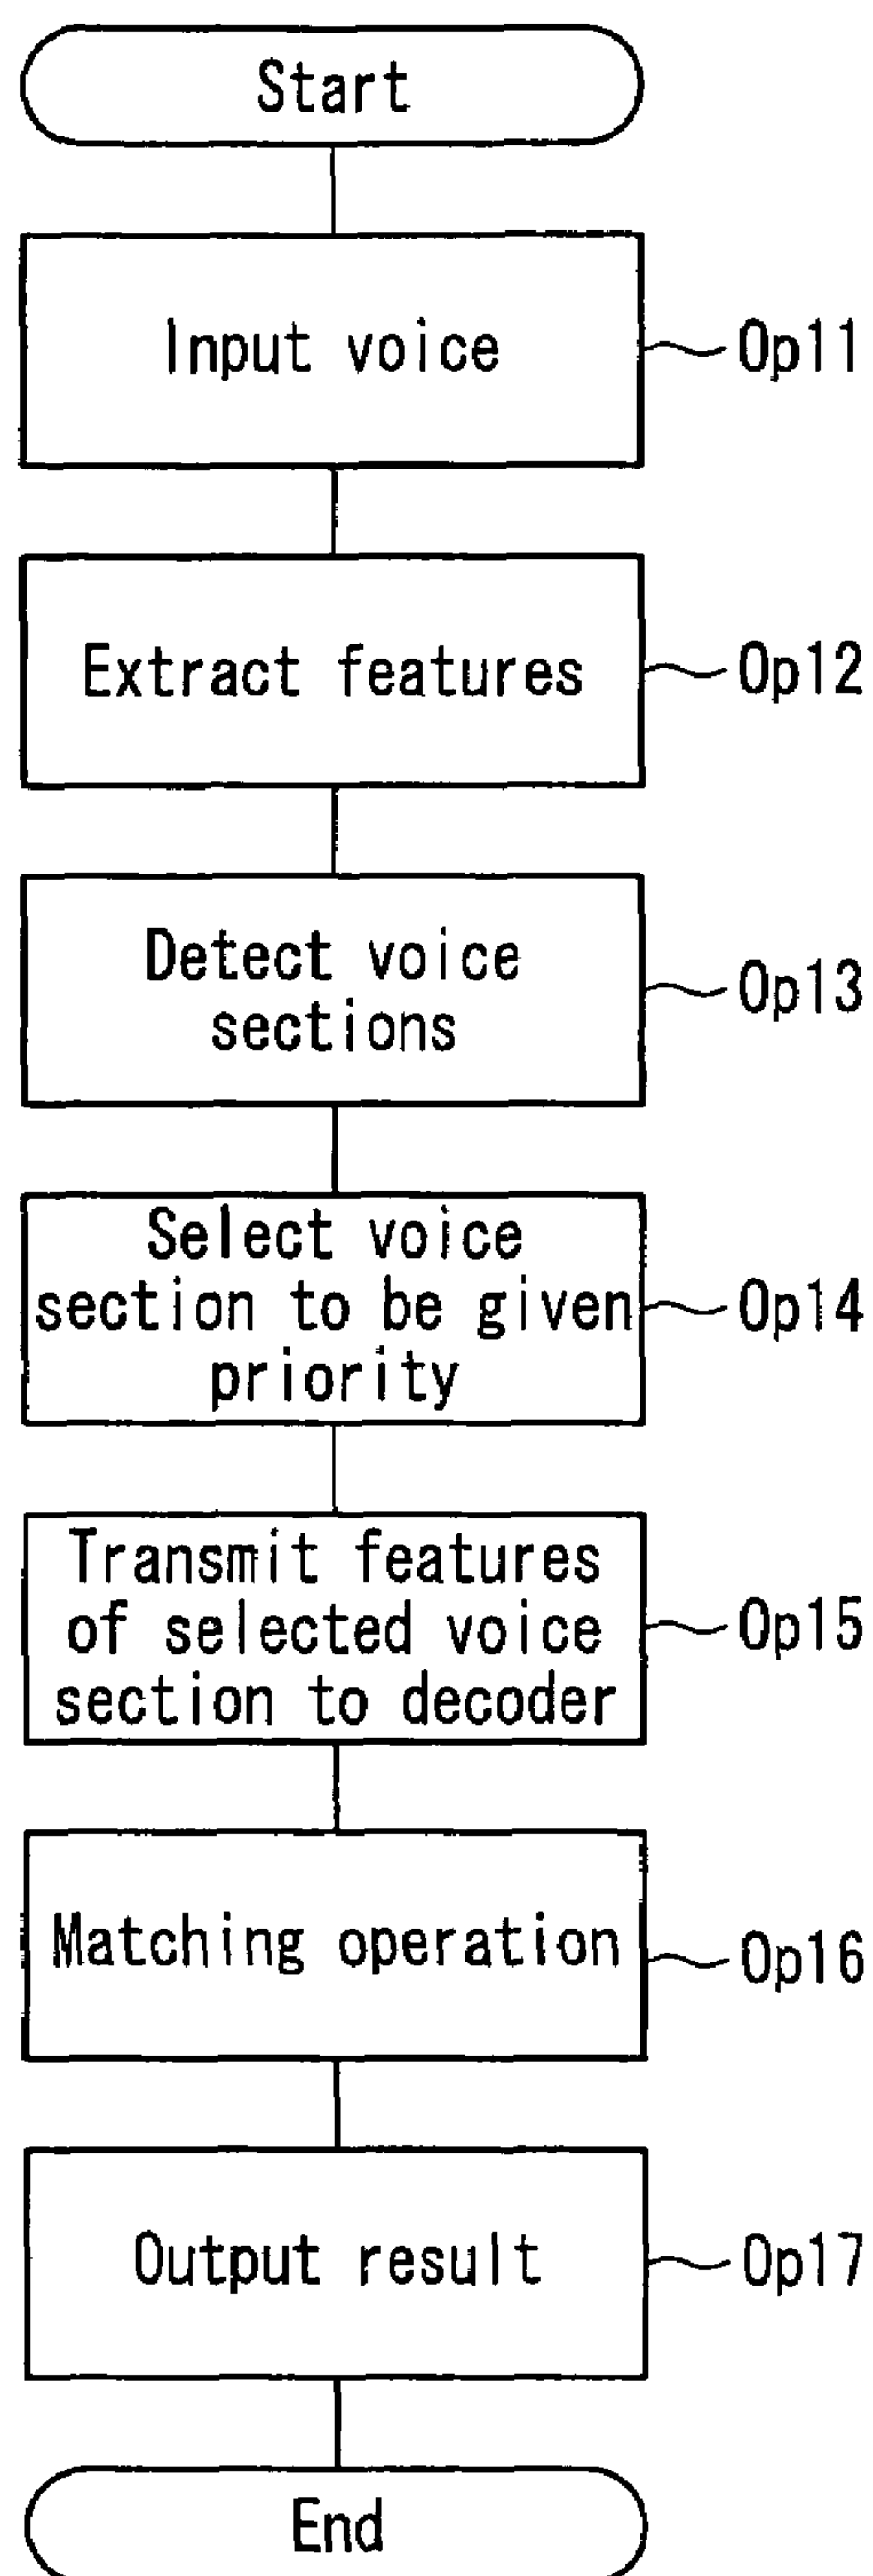 Start
Input voice
Op11
Extract features
Op12
Detect voice
sections
Op13
Select voice
section to be given
priority
Op14
Transmit features
of selected voice
section to decoder
Op15
Matching operation
Op16
Output result
Op17
End